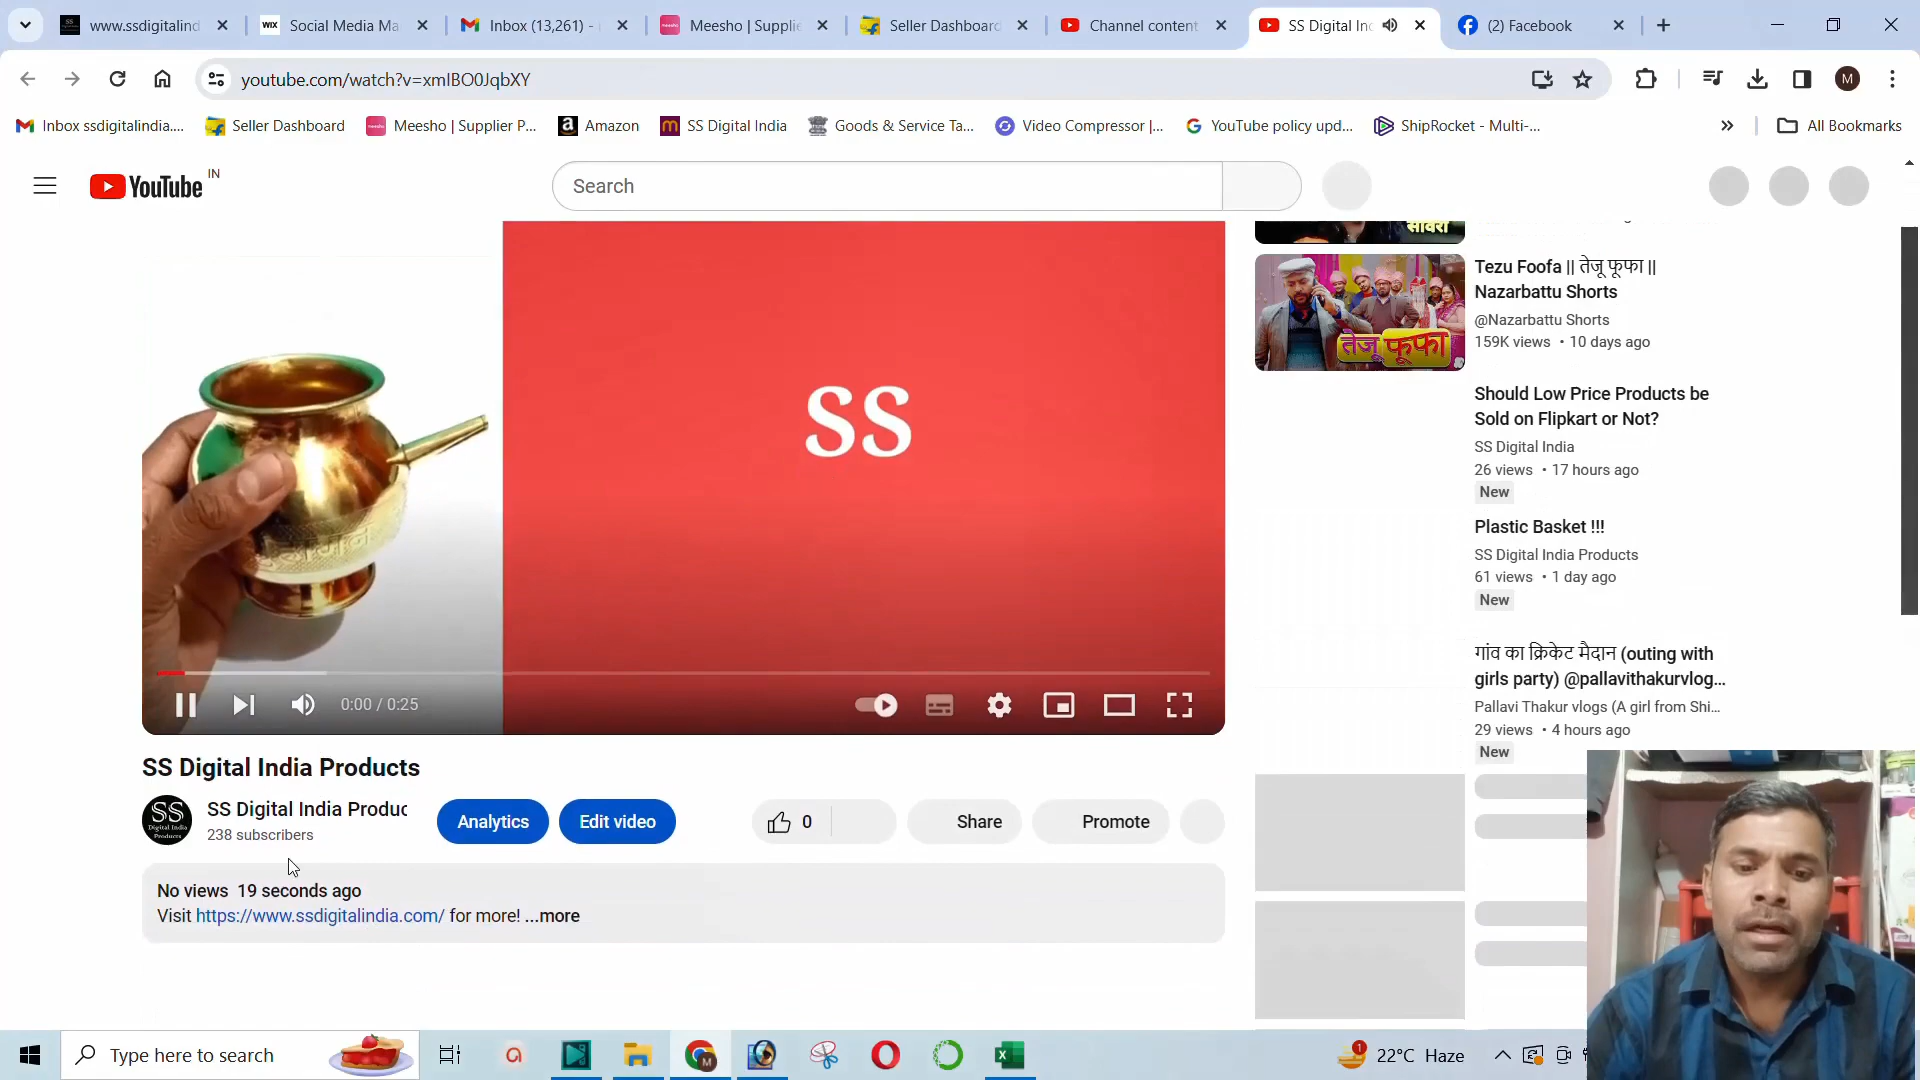 www.ssdigitalind
Social Media Ma
Inbox (13,261) -
Meesho | Supplie
Seller Dashboard
Channel content
SS Digital Inc
(2) Facebook
youtube.com/watch?v=xmIBO0JqbXY
M
Inbox ssdigitalindia....
Seller Dashboard
Meesho | Supplier P...
Amazon
SS Digital India
Goods & Service Ta...
Video Compressor |...
YouTube policy upd...
ShipRocket - Multi-...
All Bookmarks
YouTube IN
Search
SS
0:00 / 0:25
SS Digital India Products
SS Digital India Produc
238 subscribers
Analytics
Edit video
0
Share
Promote
No views 19 seconds ago
Visit https://www.ssdigitalindia.com/ for more! ...more
सांवरा
तेजू फूफा
Tezu Foofa || तेजू फूफा ||
Nazarbattu Shorts
@Nazarbattu Shorts
159K views • 10 days ago
Should Low Price Products be
Sold on Flipkart or Not?
SS Digital India
26 views • 17 hours ago
New
Plastic Basket !!!
SS Digital India Products
61 views • 1 day ago
New
गांव का क्रिकेट मैदान (outing with
girls party) @pallavithakurvlog...
Pallavi Thakur vlogs (A girl from Shi...
29 views • 4 hours ago
New
Type here to search
22°C Haze